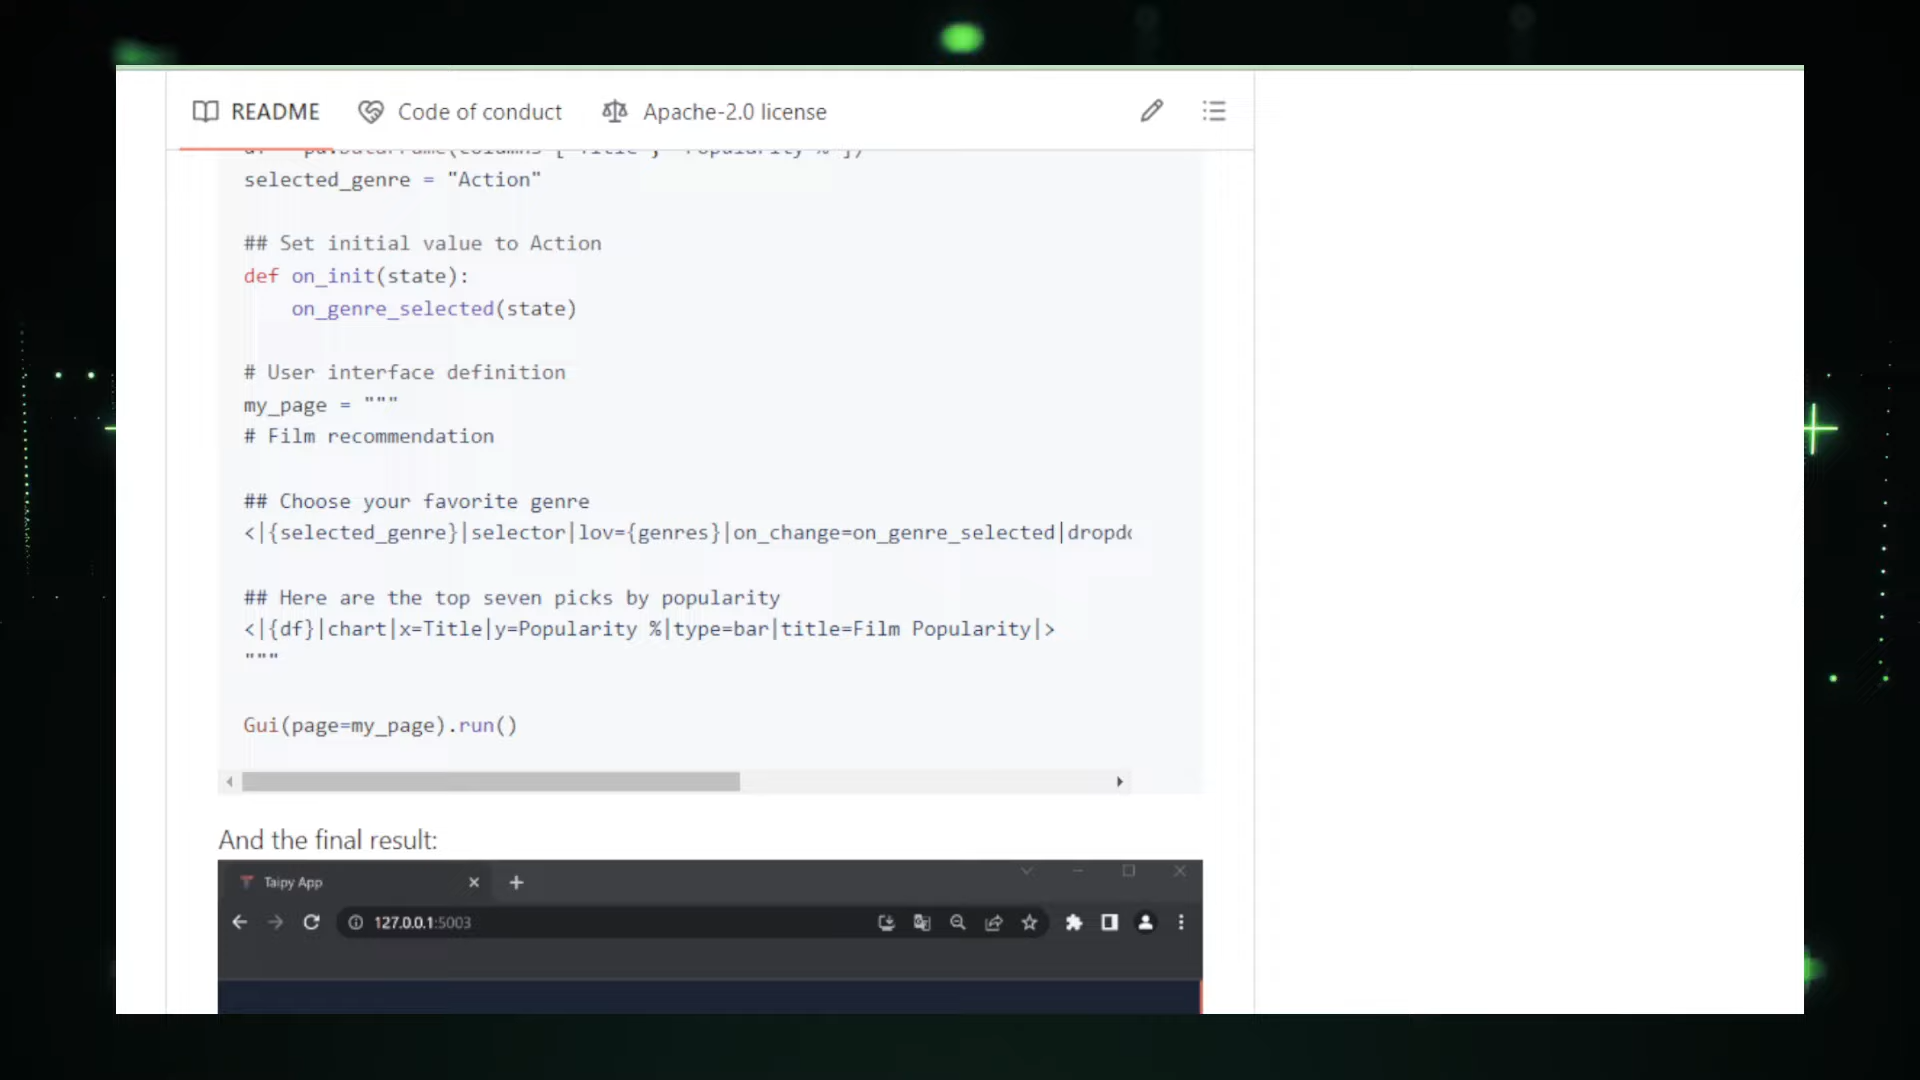 README Code of conduct Apache-2.0 license
selected_genre = "Action"
## Set initial value to Action
def on_init(state):
    on_genre_selected(state)
# User interface definition
my_page = """
# Film recommendation
## Choose your favorite genre
<|{selected_genre}|selector|lov={genres}|on_change=on_genre_selected|dropd
## Here are the top seven picks by popularity
<|{df}|chart|x=Title|y=Popularity %|type=bar|title=Film Popularity|>
"""
Gui(page=my_page).run()
And the final result:
Taipy App
127.0.0.1:5003